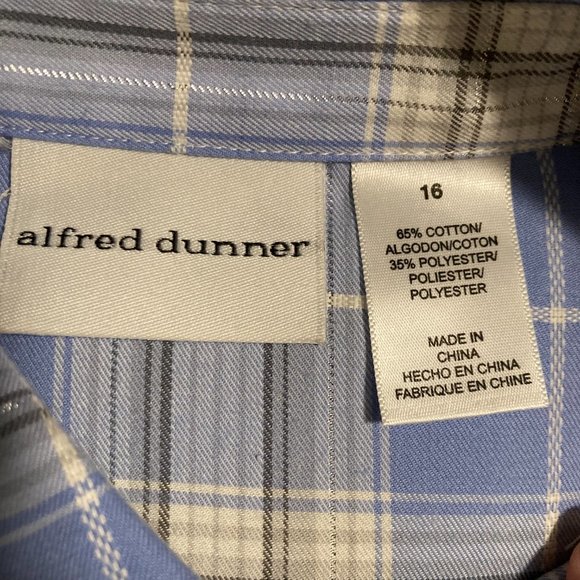 alfred dunner
16
65% COTTON/
ALGODON/COTON
35% POLYESTER/
POLIESTER/
POLYESTER
MADE IN
CHINA
HECHO EN CHINA
FABRIQUE EN CHINE